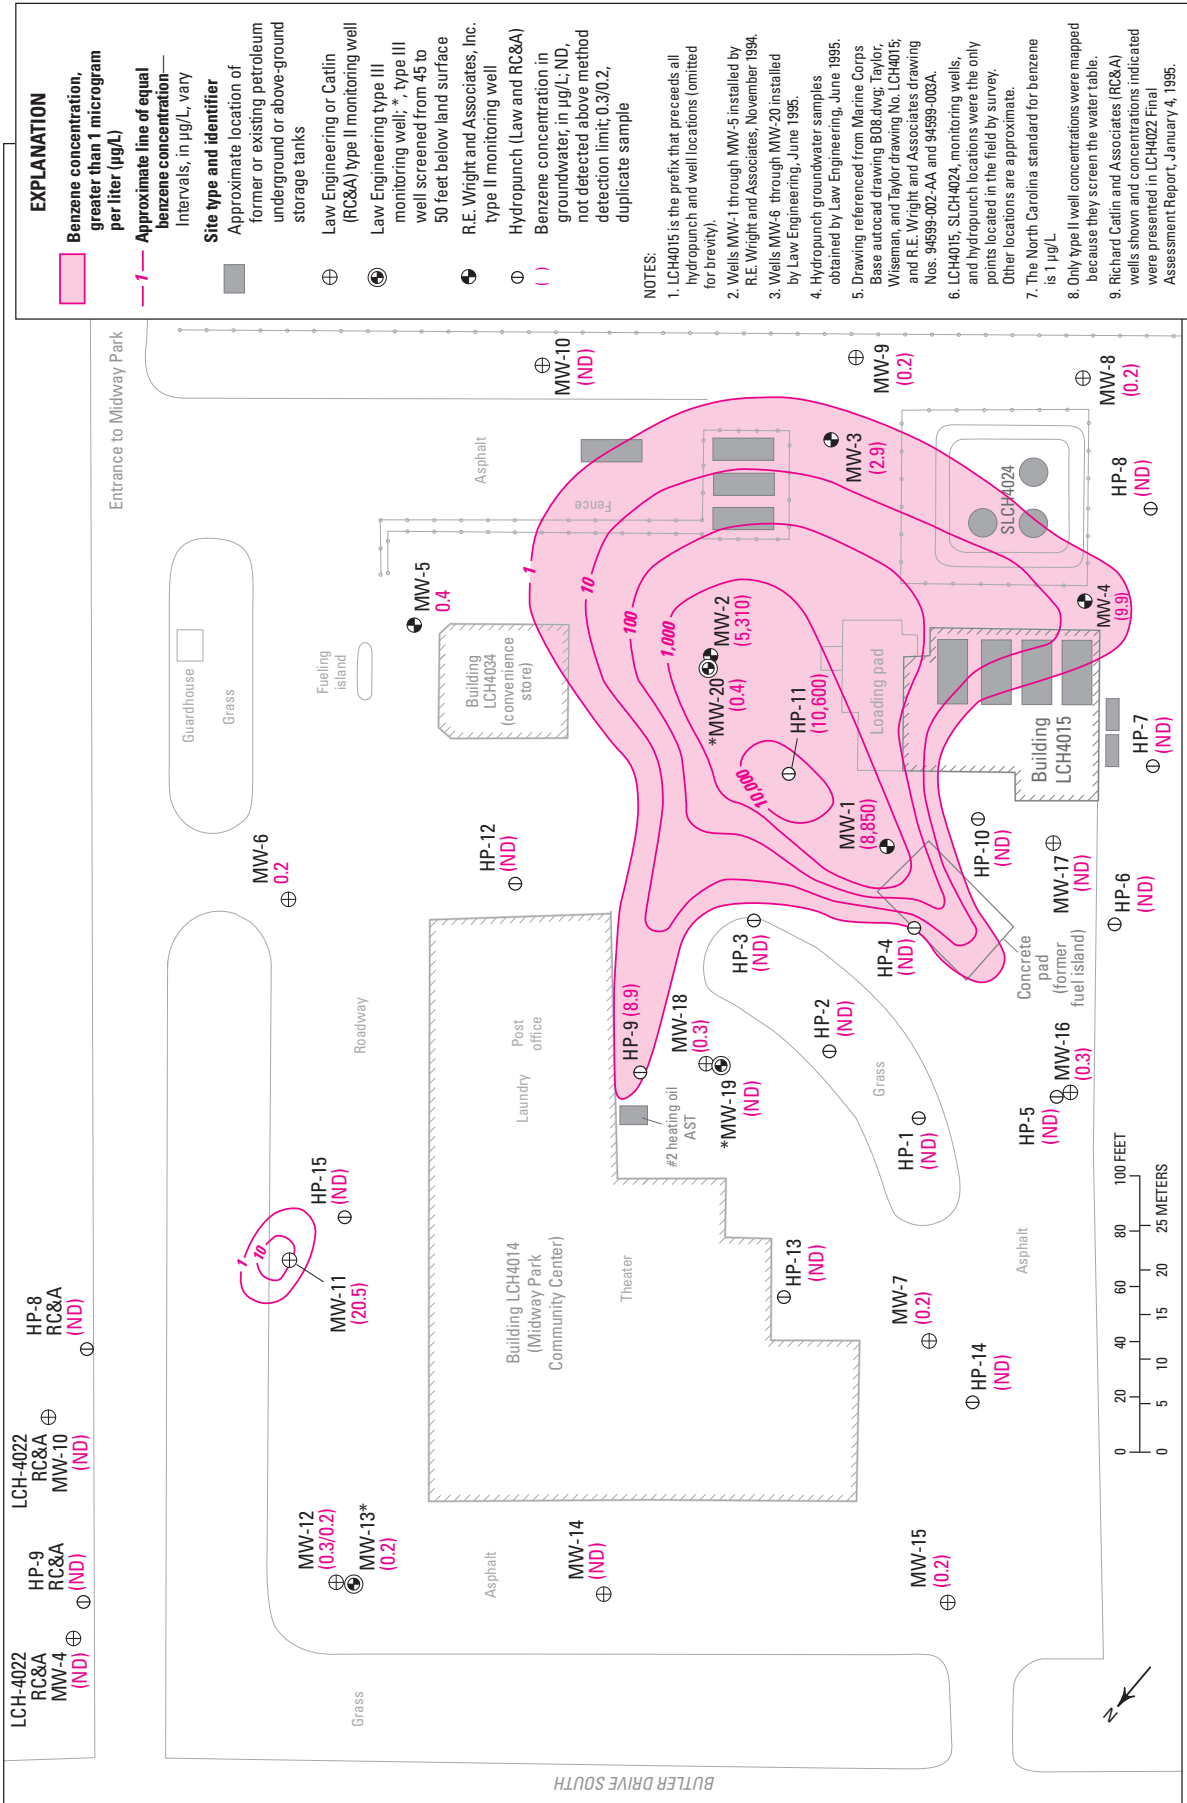 EXPLANATION
Benzene concentration,
greater than 1 microgram
per liter (µg/L)
1
Approximate line of equal
benzene concentration—
Intervals, in µg/L, vary
Site type and identifier
Approximate location of
former or existing petroleum
underground or above-ground
storage tanks
Law Engineering or Catlin
(RC&A) type II monitoring well
Law Engineering type III
monitoring well; *, type III
well screened from 45 to
50 feet below land surface
R.E. Wright and Associates, Inc.
type II monitoring well
Hydropunch (Law and RC&A)
( )
Benzene concentration in
groundwater, in µg/L; ND,
not detected above method
detection limit; 0.3/0.2,
duplicate sample
NOTES:
1. LCH4015 is the prefix that preceeds all
hydropunch and well locations (omitted
for brevity).
2. Wells MW-1 through MW-5 installed by
R.E. Wright and Associates, November 1994.
3. Wells MW-6 through MW-20 installed
by Law Engineering, June 1995.
4. Hydropunch groundwater samples
obtained by Law Engineering, June 1995.
5. Drawing referenced from Marine Corps
Base autocad drawing B08.dwg; Taylor,
Wiseman, and Taylor drawing No. LCH4015;
and R.E. Wright and Associates drawing
Nos. 94599-002-AA and 94599-003A.
6. LCH4015, SLCH4024, monitoring wells,
and hydropunch locations were the only
points located in the field by survey.
Other locations are approximate.
7. The North Carolina standard for benzene
is 1 µg/L
8. Only type II well concentrations were mapped
because they screen the water table.
9. Richard Catlin and Associates (RC&A)
wells shown and concentrations indicated
were presented in LCH4022 Final
Assessment Report, January 4, 1995.
LCH-4022
RC&A
MW-4
(ND)
HP-9
RC&A
(ND)
LCH-4022
RC&A
MW-10
(ND)
HP-8
RC&A
(ND)
Entrance to Midway Park
Guardhouse
Grass
Fueling
island
MW-5
0.4
MW-6
0.2
Asphalt
Fence
MW-10
(ND)
MW-9
(0.2)
MW-8
(0.2)
MW-3
(2.9)
SLCH4024
HP-8
(ND)
MW-4
(9.9)
Building
LCH4034
(convenience
store)
1
10
100
1,000
10,000
MW-2
(5,310)
*MW-20
(0.4)
HP-11
(10,600)
Loading pad
Building
LCH4015
HP-7
(ND)
MW-1
(8,850)
HP-10
(ND)
MW-17
(ND)
HP-6
(ND)
HP-12
(ND)
HP-3
(ND)
HP-4
(ND)
Concrete
pad
(former
fuel island)
Roadway
Post
office
Laundry
HP-9 (8.9)
MW-18
(0.3)
*MW-19
(ND)
HP-2
(ND)
Grass
HP-1
(ND)
HP-5
(ND)
MW-16
(0.3)
#2 heating oil
AST
HP-15
(ND)
1
10
MW-11
(20.5)
Building LCH4014
(Midway Park
Community Center)
Theater
HP-13
(ND)
MW-7
(0.2)
HP-14
(ND)
Asphalt
MW-12
(0.3/0.2)
MW-13*
(0.2)
Asphalt
MW-14
(ND)
MW-15
(0.2)
Grass
BUTLER DRIVE SOUTH
N
0 20 40 60 80 100 FEET
0 5 10 15 20 25 METERS